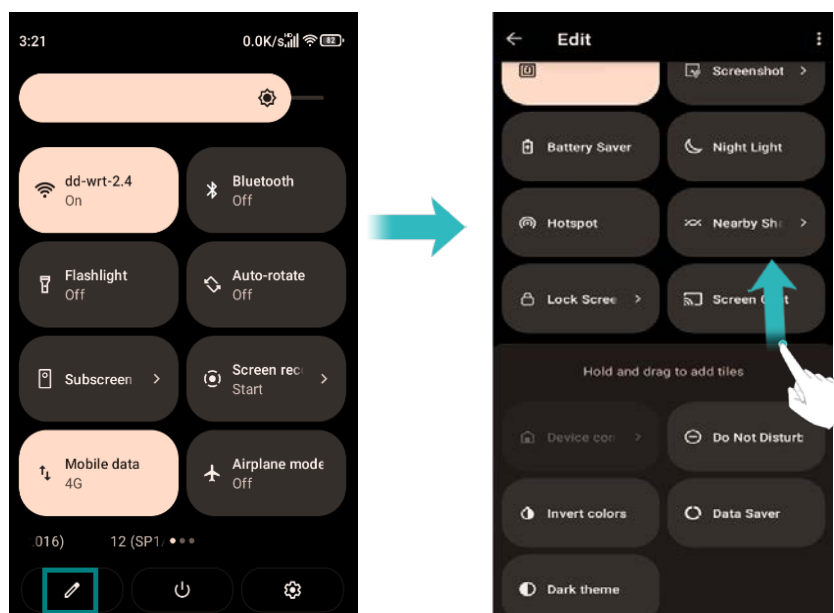 3:21
0.0K/s
82
dd-wrt-2.4
On
Bluetooth
Off
Flashlight
Off
Auto-rotate
Off
Subscreen
Screen rec
Start
Mobile data
4G
Airplane mode
Off
.016)
12 (SP1/
Edit
Screenshot
Battery Saver
Night Light
Hotspot
Nearby Sh
Lock Scree
Screen
Hold and drag to add tiles
Device con
Do Not Disturb
Invert colors
Data Saver
Dark theme